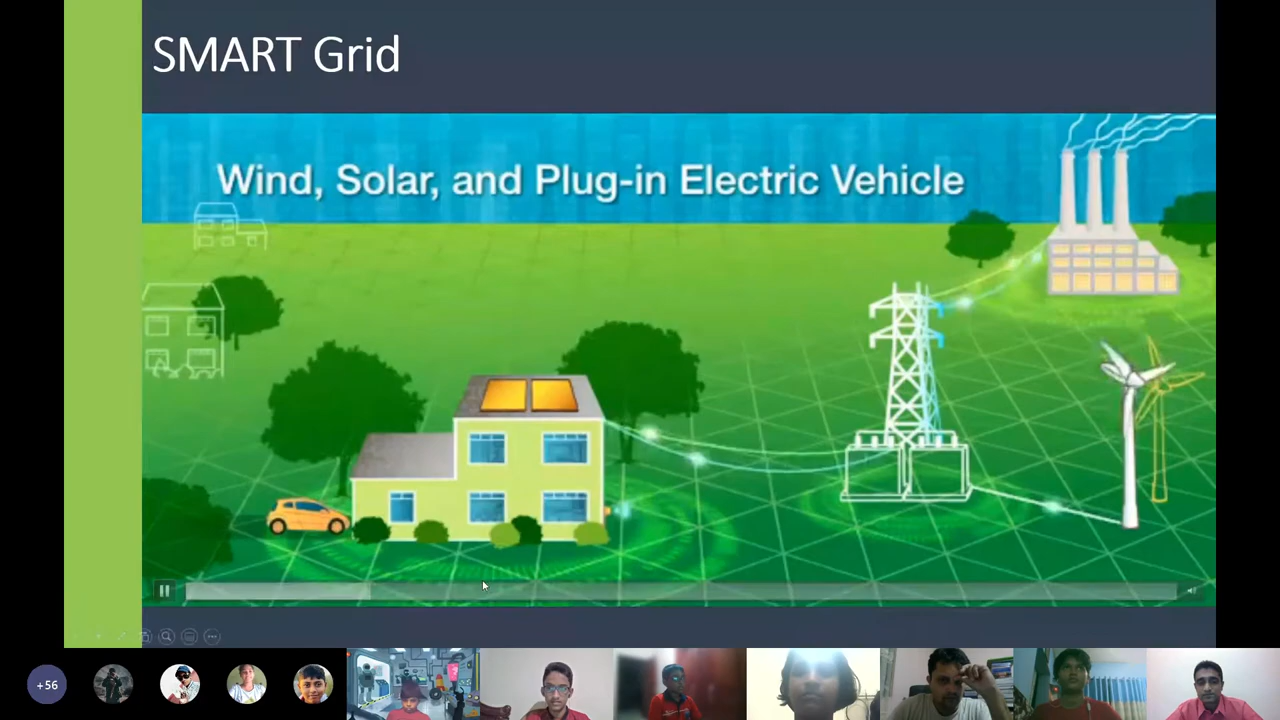 SMART Grid
Wind, Solar, and Plug-in Electric Vehicle
+56